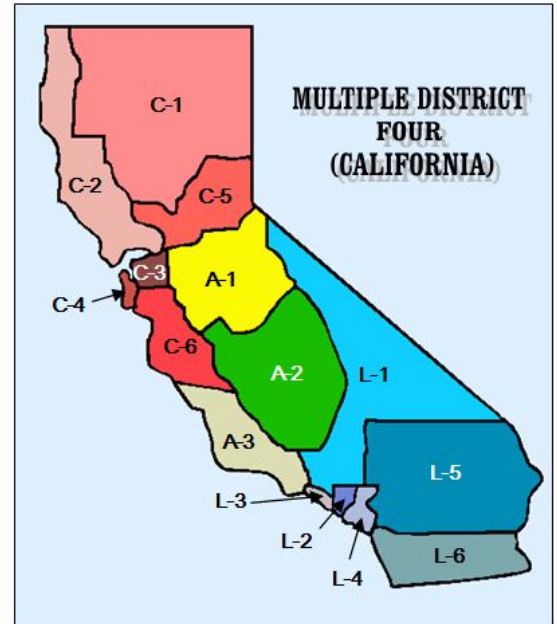 MULTIPLE DISTRICT
FOUR
(CALIFORNIA)
C-1
C-2
C-5
C-3
A-1
C-4
C-6
A-2
L-1
A-3
L-5
L-3
L-2
L-6
L-4